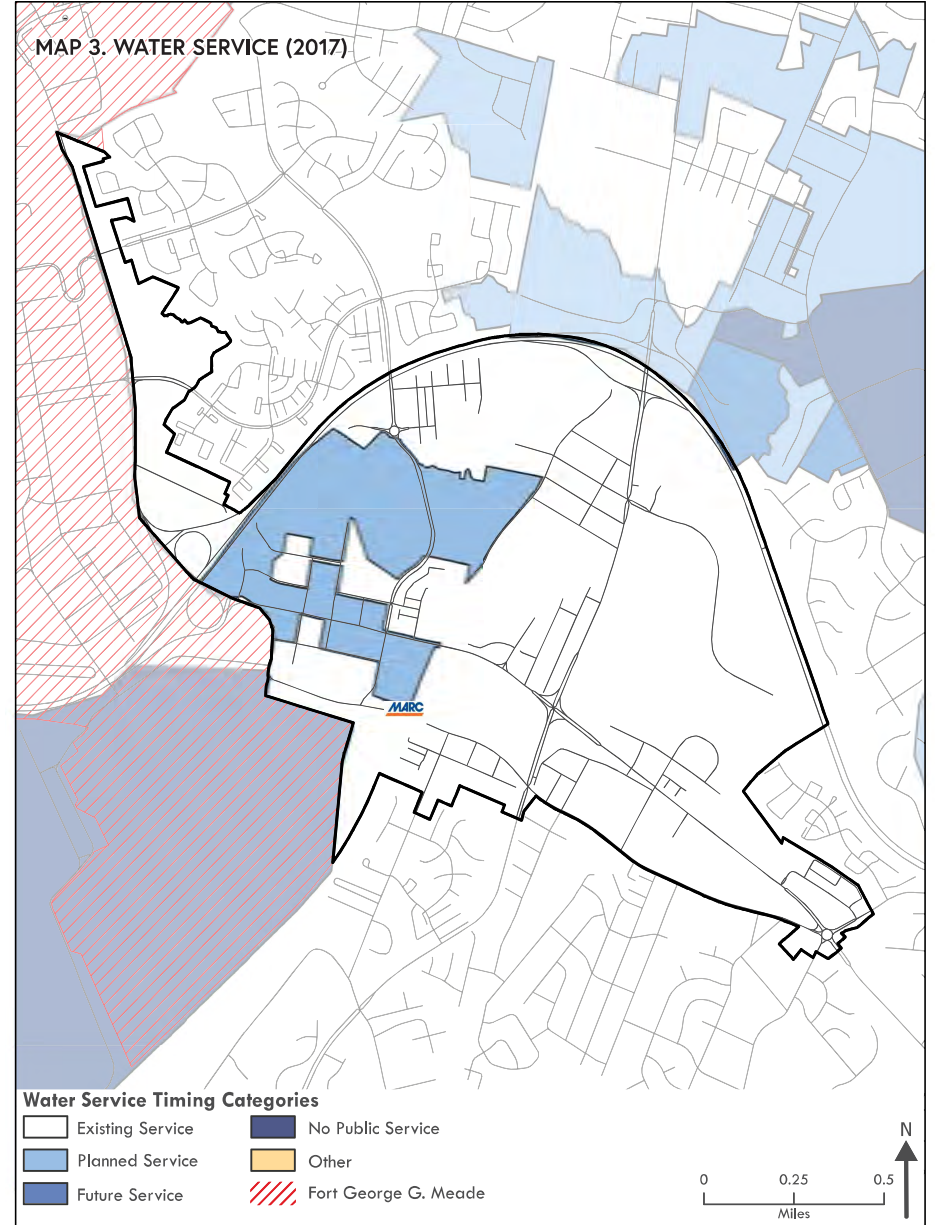 MAP 3. WATER SERVICE (2017)
MARC
Water Service Timing Categories
Existing Service
No Public Service
Planned Service
Other
Future Service
Fort George G. Meade
N
0 0.25 0.5
Miles